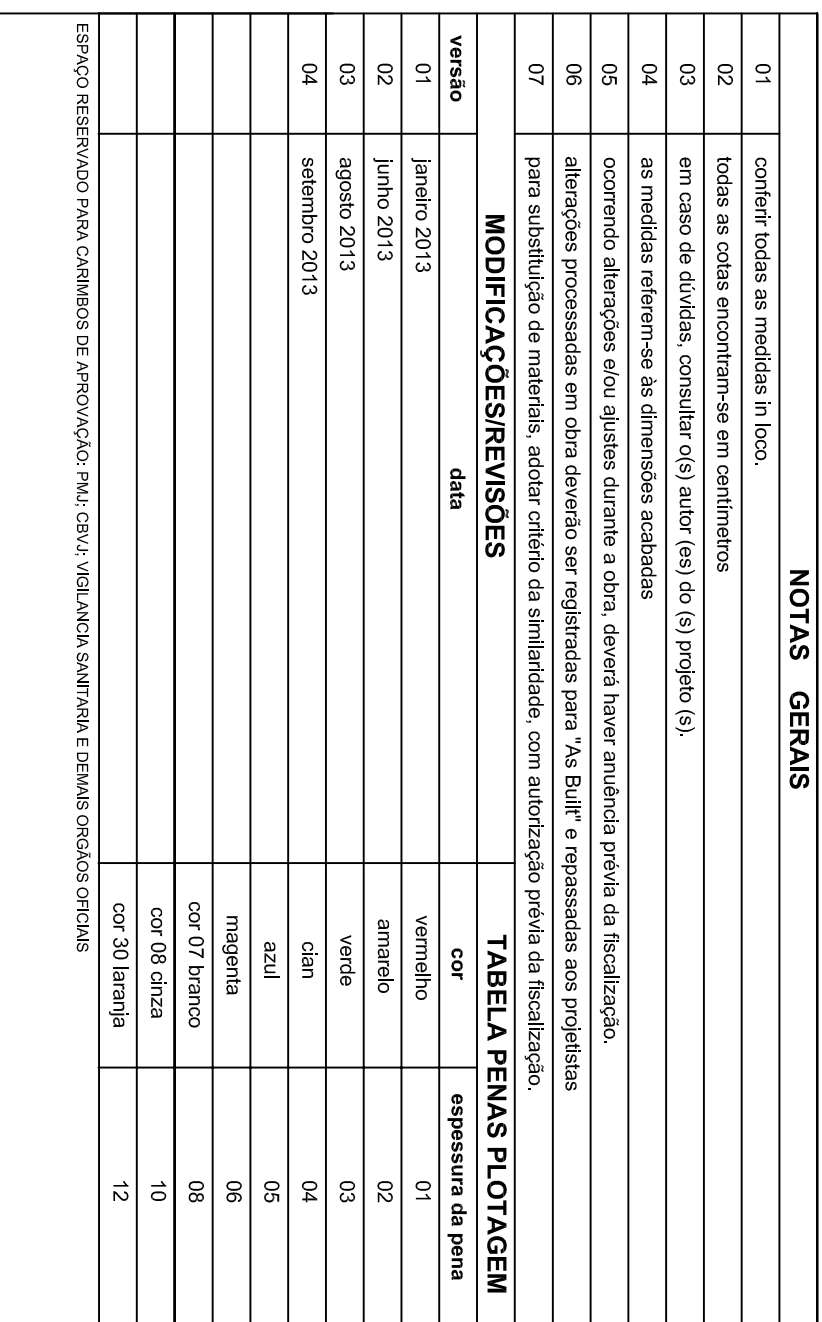 NOTAS GERAIS
01 conferir todas as medidas in loco.
02 todas as cotas encontram-se em centímetros
03 em caso de dúvidas, consultar o(s) autor (es) do (s) projeto (s).
04 as medidas referem-se às dimensões acabadas
05 ocorrendo alterações e/ou ajustes durante a obra, deverá haver anuência prévia da fiscalização.
06 alterações processadas em obra deverão ser registradas para "As Built" e repassadas aos projetistas
07 para substituição de materiais, adotar critério da similaridade, com autorização prévia da fiscalização.
MODIFICAÇÕES/REVISÕES TABELA PENAS PLOTAGEM
versão data cor espessura da pena
01 janeiro 2013 vermelho 01
02 junho 2013 amarelo 02
03 agosto 2013 verde 03
04 setembro 2013 cian 04
azul 05
magenta 06
cor 07 branco 08
cor 08 cinza 10
cor 30 laranja 12
ESPAÇO RESERVADO PARA CARIMBOS DE APROVAÇÃO: PMJ; CBVJ; VIGILANCIA SANITARIA E DEMAIS ORGÃOS OFICIAIS